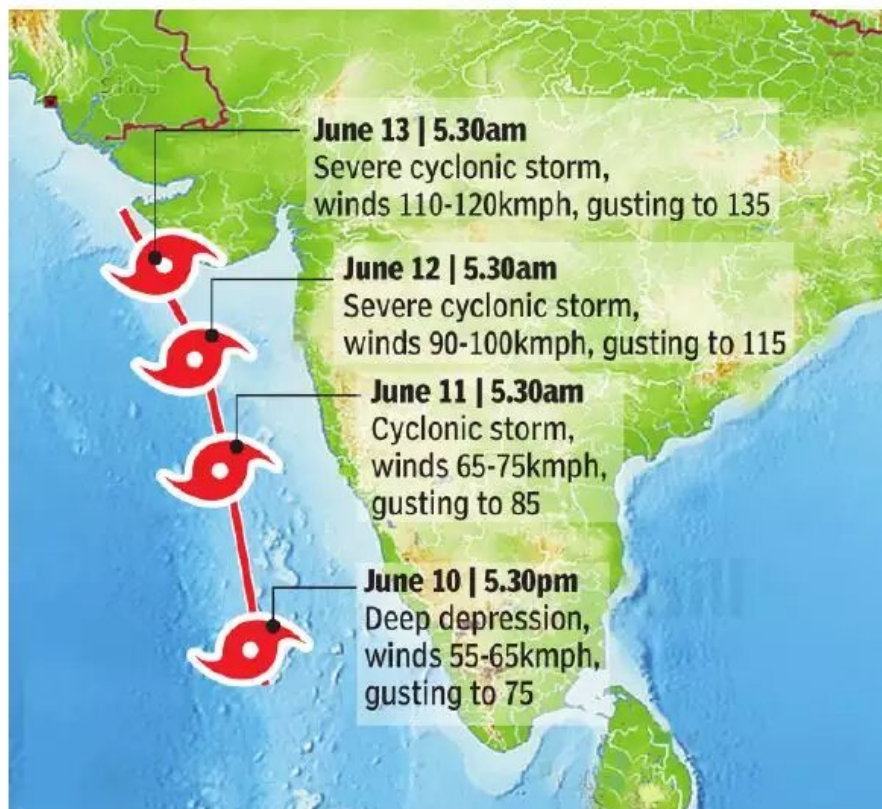 June 13 | 5.30am
Severe cyclonic storm,
winds 110-120kmph, gusting to 135
June 12 | 5.30am
Severe cyclonic storm,
winds 90-100kmph, gusting to 115
June 11 | 5.30am
Cyclonic storm,
winds 65-75kmph,
gusting to 85
June 10 | 5.30pm
Deep depression,
winds 55-65kmph,
gusting to 75